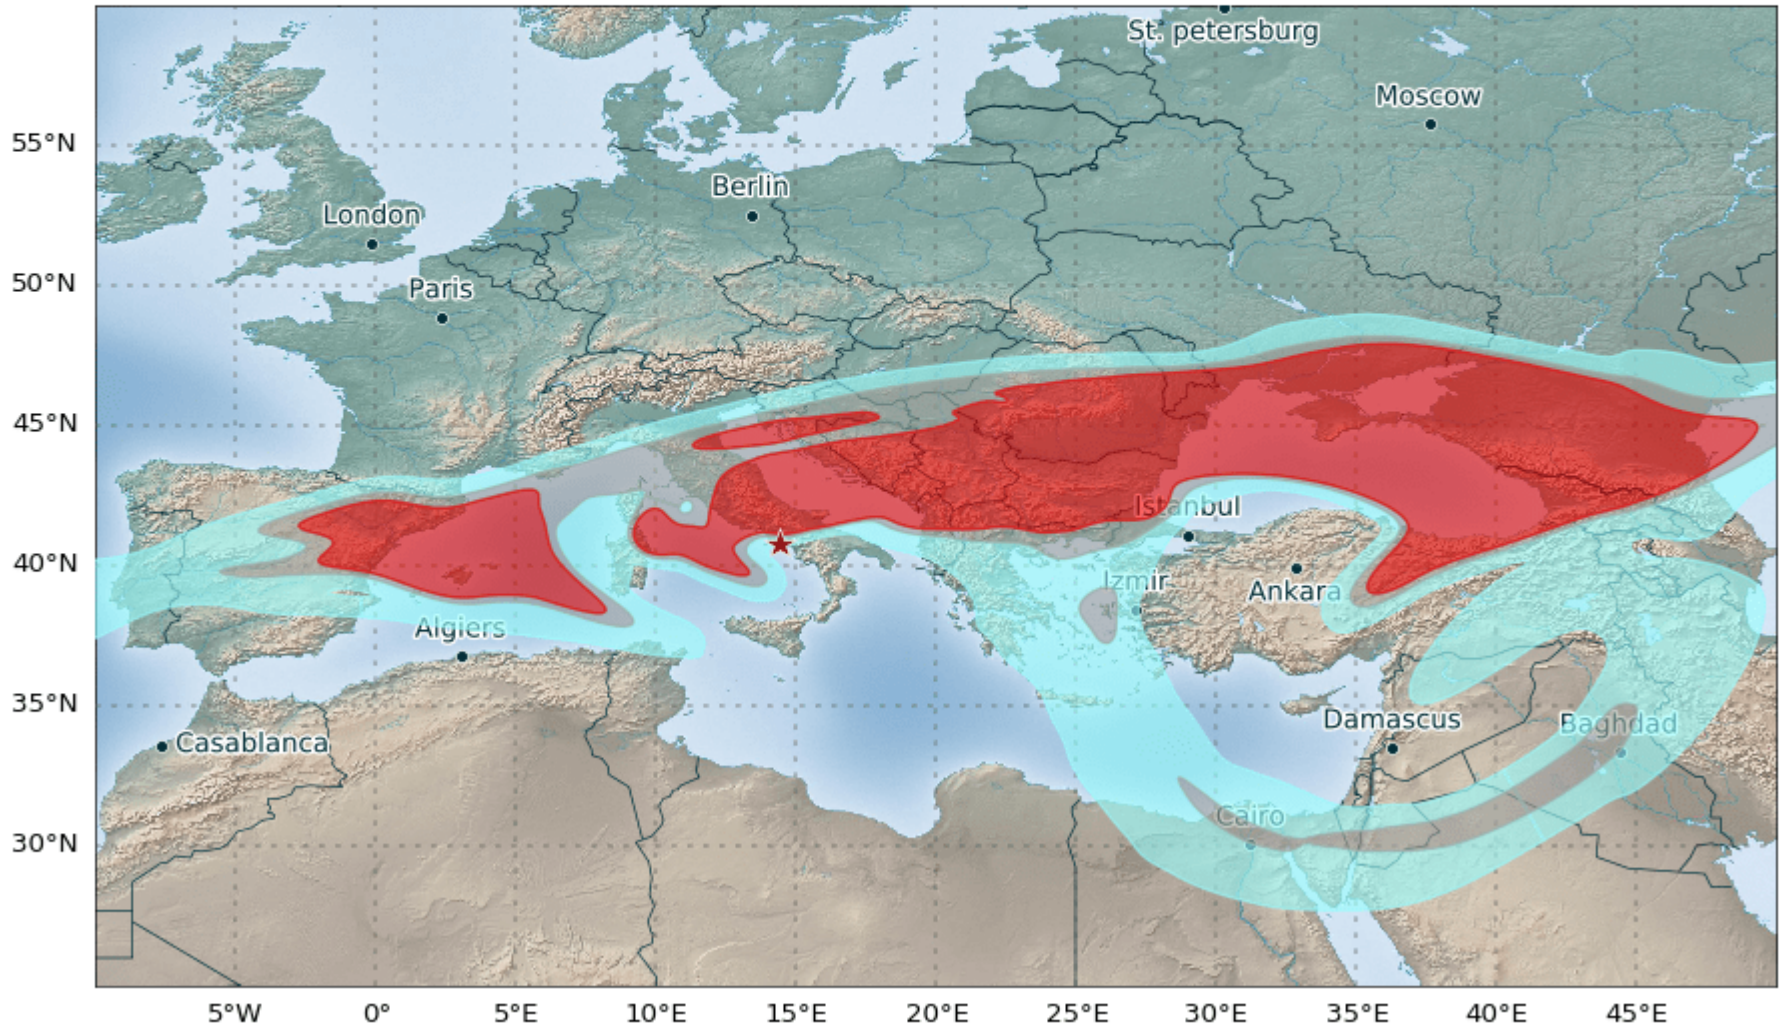 St. petersburg
Moscow
55°N
Berlin
London
50°N
Paris
45°N
Istanbul
40°N
Izmir
Ankara
Algiers
35°N
Casablanca
Damascus
Baghdad
Cairo
30°N
5°W 0° 5°E 10°E 15°E 20°E 25°E 30°E 35°E 40°E 45°E